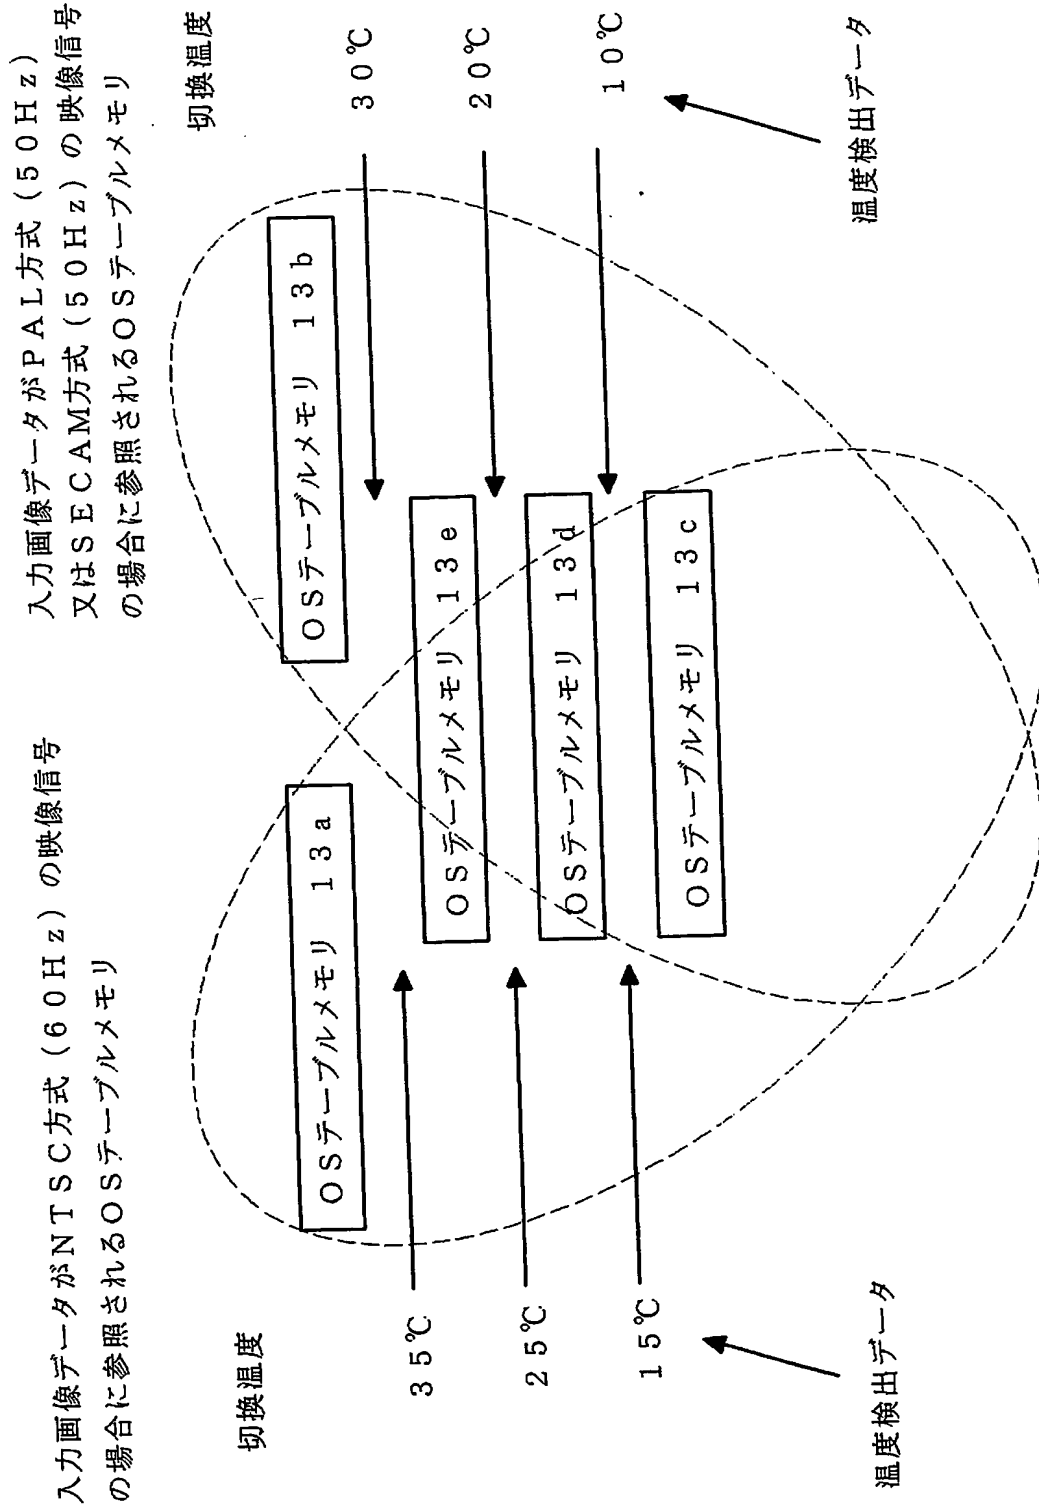 入力画像データがNTSC方式(60Hz)の映像信号
の場合に参照されるOSテーブルメモリ
入力画像データがPAL方式(50Hz)
又はSECAM方式(50Hz)の映像信号
の場合に参照されるOSテーブルメモリ
切換温度
切換温度
OSテーブルメモリ 13a
OSテーブルメモリ 13b
35℃
30℃
OSテーブルメモリ 13e
25℃
20℃
OSテーブルメモリ 13d
15℃
10℃
OSテーブルメモリ 13c
温度検出データ
温度検出データ